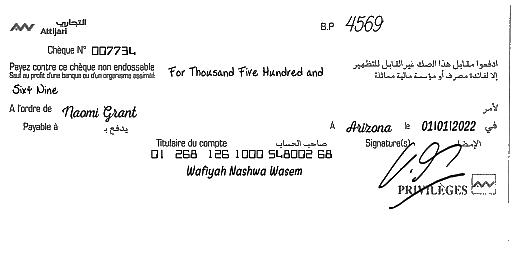 التجاري
Attijari
B.P 4569
Chèque N° 007734
Payez contre ce chèque non endossable
Seul au profit d'une banque ou d'un organisme assimilé
ادفعوا مقابل هذا الصك غير القابل للتظهير
إلا لفائدة مصرف أو مؤسسة مالية مماثلة
For Thousand Five Hundred and
Sixt Nine
A l'ordre de Naomi Grant لأمر
Payable à يدفع بـ
A Arizona le 01/01/2022 في
Titulaire du compte صاحب الحساب
Signature(s) الإمضاء
01 268 126 1000 548002 68
Wafiyah Nashwa Wasem
PRIVILÈGES